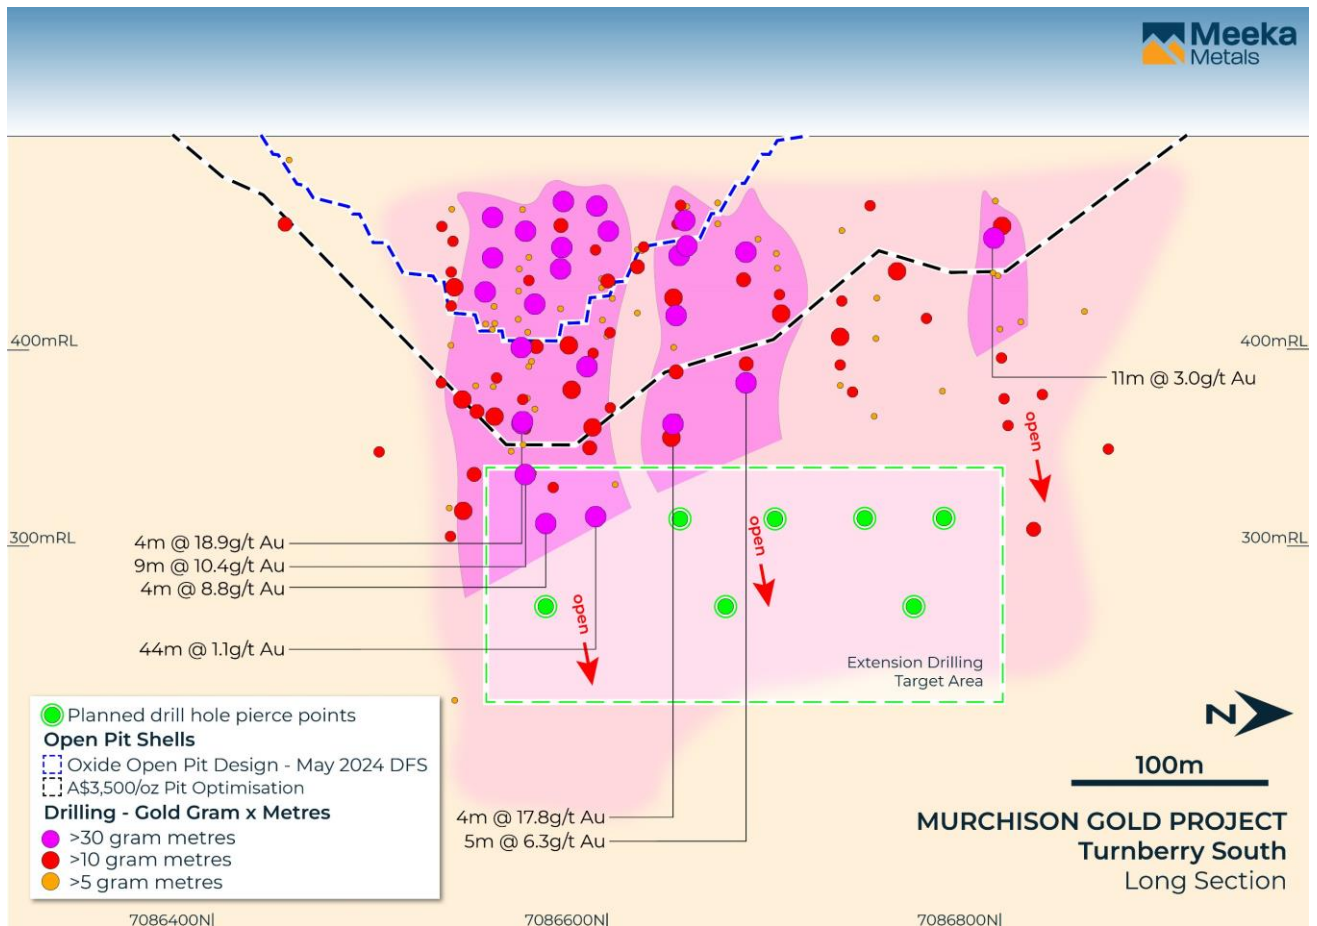 Meeka
Metals
400mRL
400mRL
11m @ 3.0g/t Au
open
300mRL
300mRL
open
4m @ 18.9g/t Au
9m @ 10.4g/t Au
4m @ 8.8g/t Au
open
44m @ 1.1g/t Au
Extension Drilling
Target Area
Planned drill hole pierce points
Open Pit Shells
Oxide Open Pit Design - May 2024 DFS
A$3,500/oz Pit Optimisation
Drilling - Gold Gram x Metres
>30 gram metres
>10 gram metres
>5 gram metres
N
100m
4m @ 17.8g/t Au
5m @ 6.3g/t Au
MURCHISON GOLD PROJECT
Turnberry South
Long Section
7086400N
7086600N
7086800N